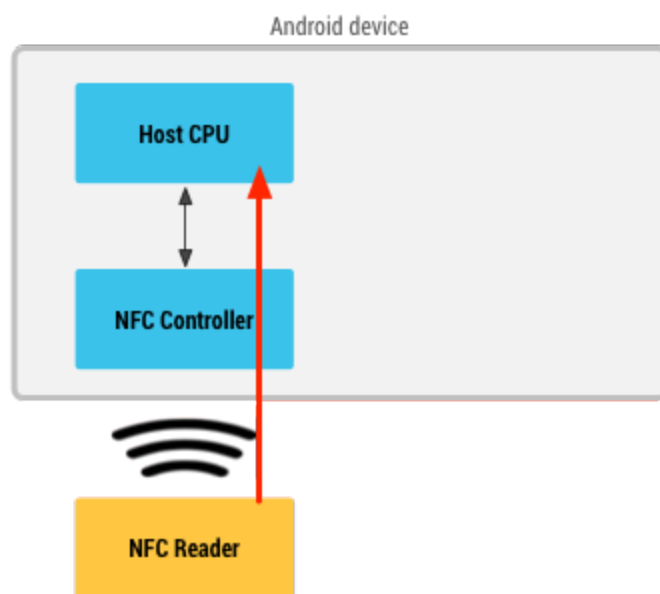 Android device
Host CPU
NFC Controller
NFC Reader